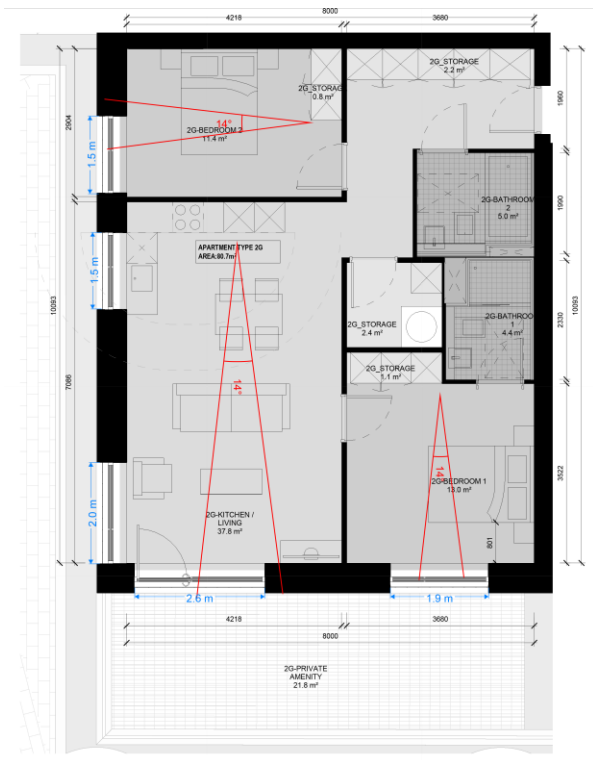 8000
4218
3680
2G_STORAGE
2.2 m²
2G_STORAG
0.8 m²
1960
2904
14°
2G-BEDROOM 2
11.4 m²
1.5 m
2G-BATHROOM
2
5.0 m²
1990
APARTMENT TYPE 2G
AREA:80.7m²
1.5 m
10093
10093
2G_STORAGE
2.4 m²
2G-BATHROO
1
4.4 m²
2330
7086
2G_STORAGE
1.1 m²
14°
14
2G-BEDROOM 1
13.0 m²
3522
2.0 m
2G-KITCHEN /
LIVING
37.8 m²
801
2.6 m
1.9 m
4218
3680
8000
2G-PRIVATE
AMENITY
21.8 m²